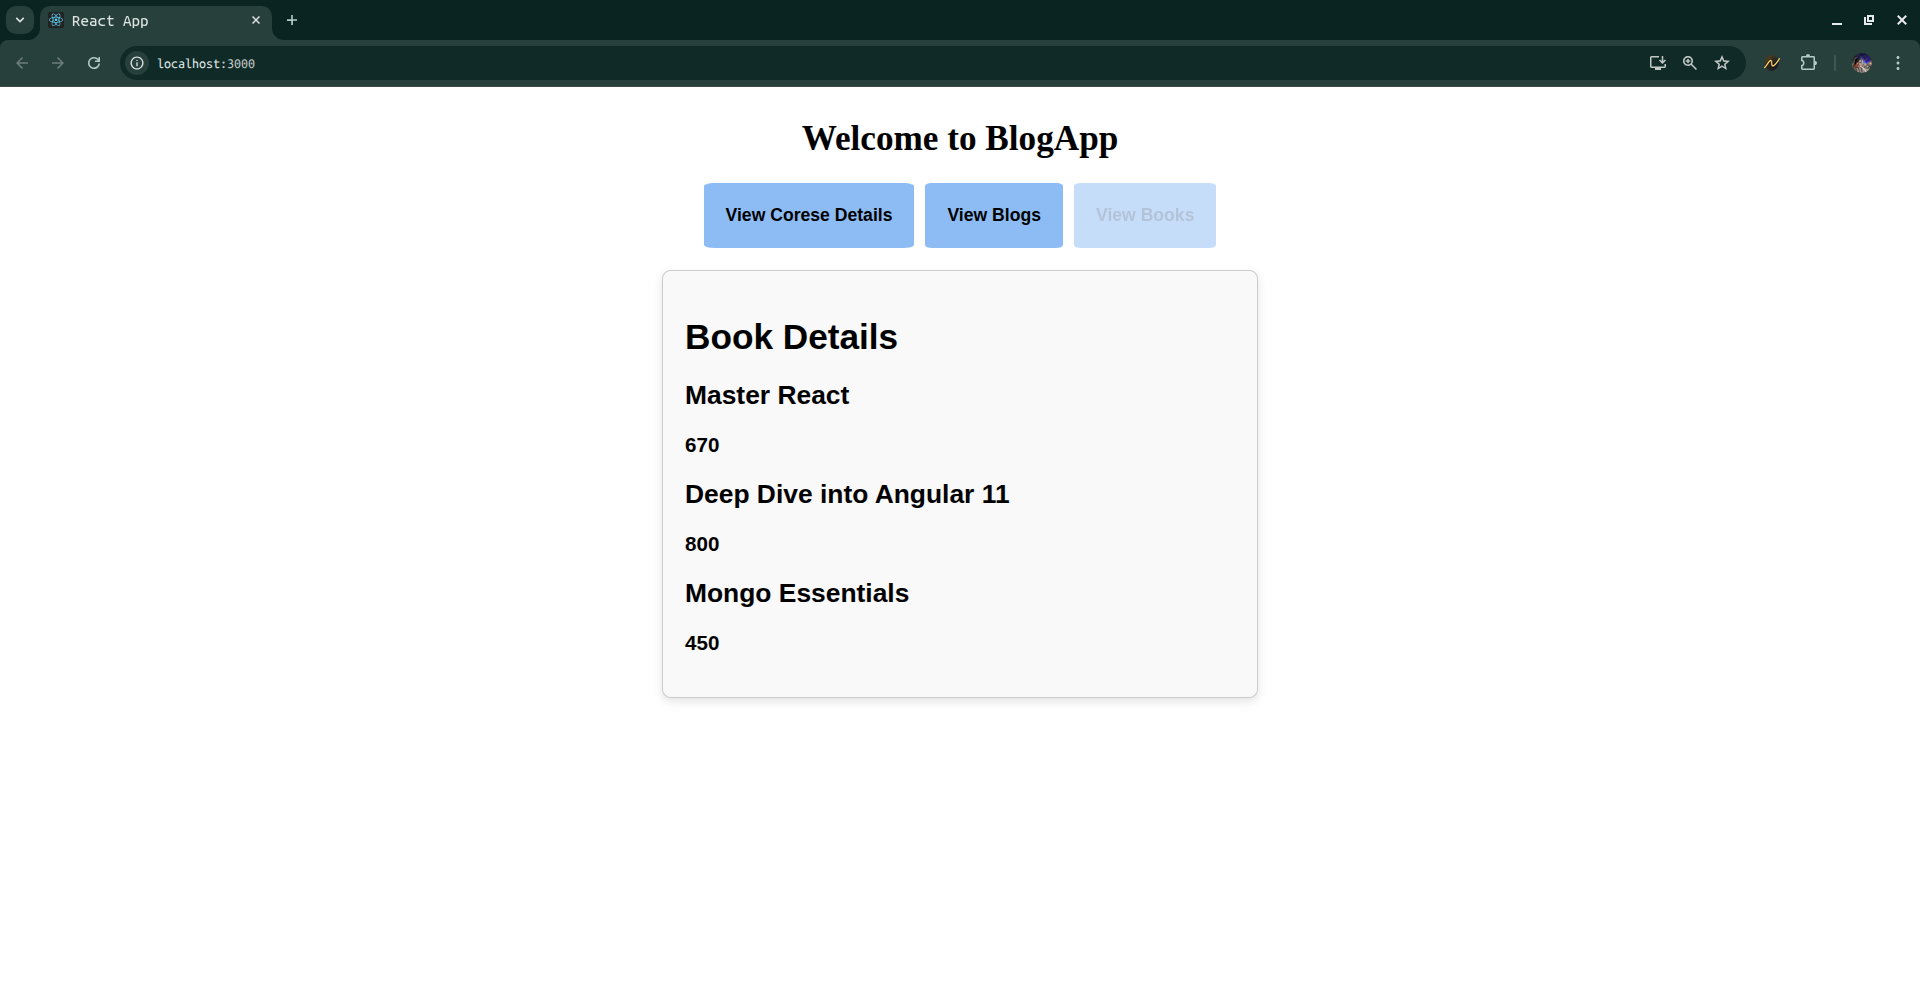 React App
localhost:3000
Welcome to BlogApp
View Corese Details
View Blogs
View Books
Book Details
Master React
670
Deep Dive into Angular 11
800
Mongo Essentials
450